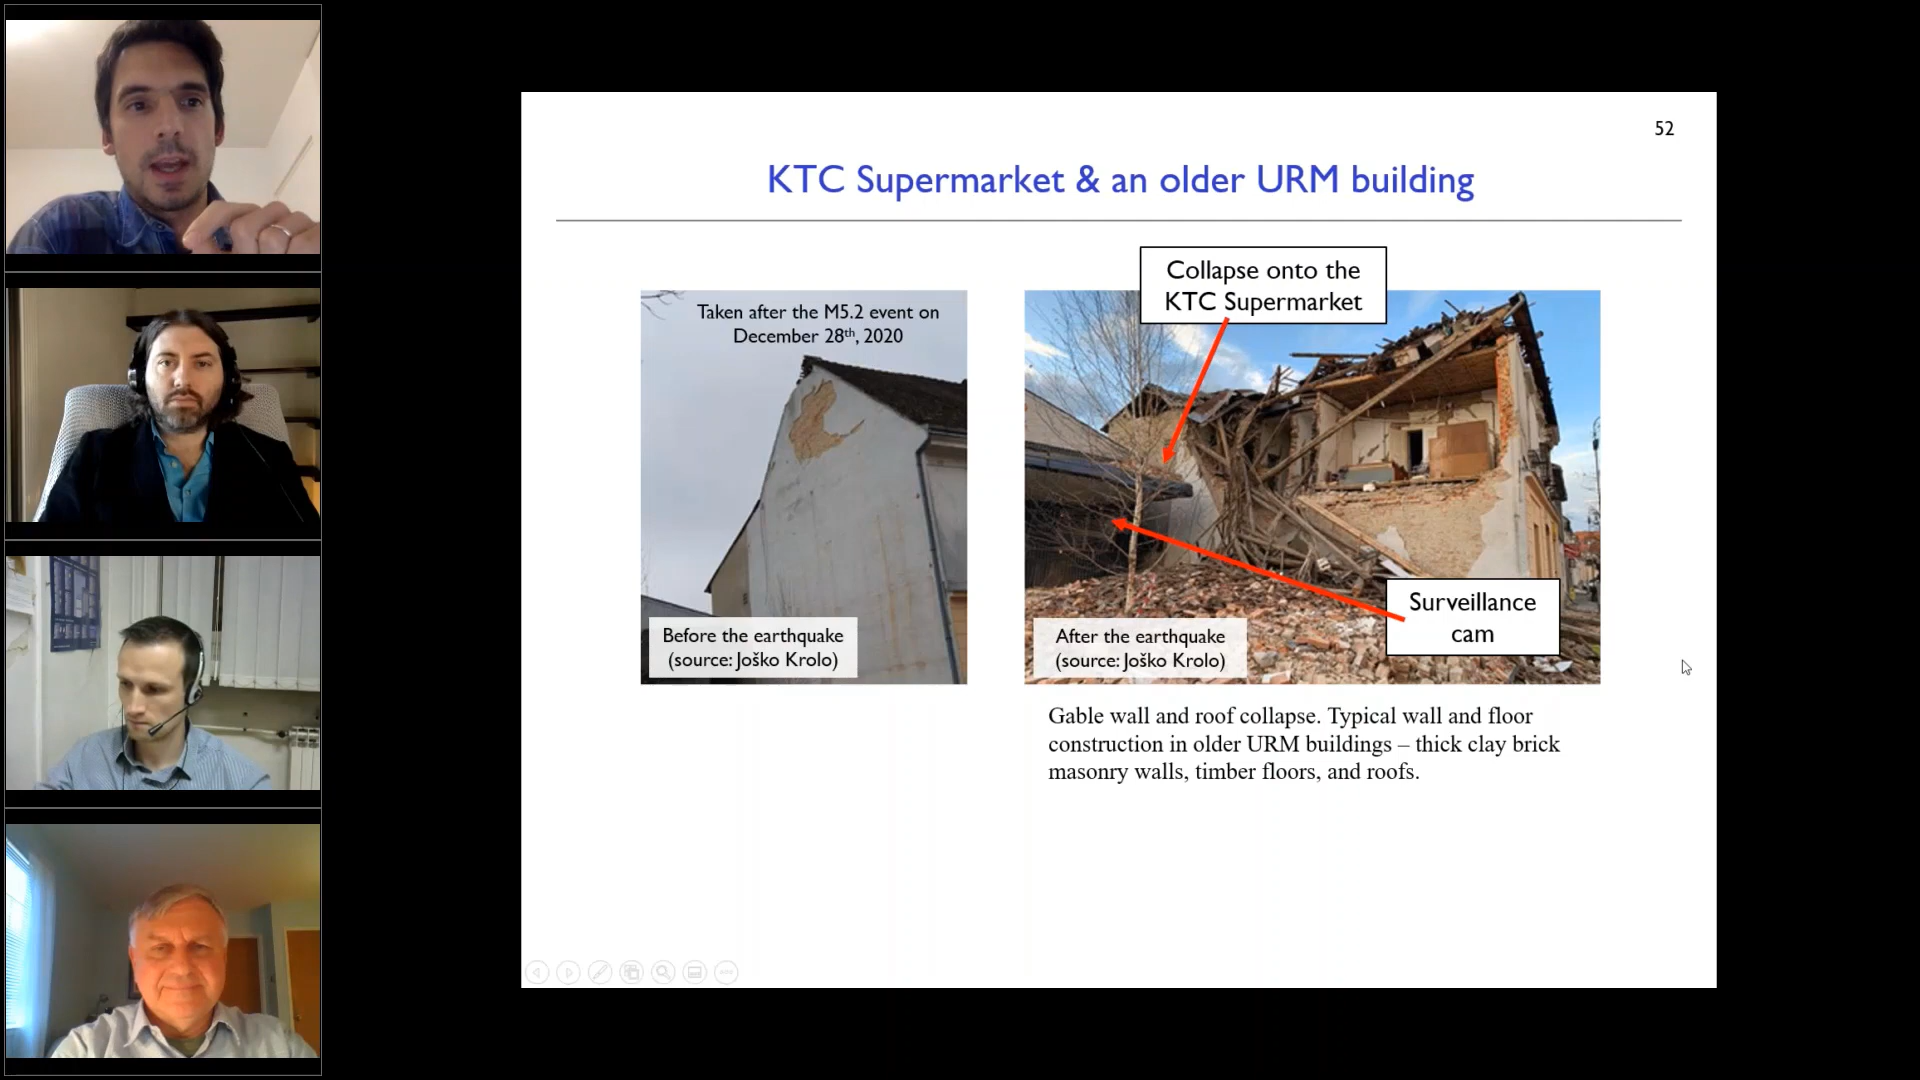 52
KTC Supermarket & an older URM building
Collapse onto the
KTC Supermarket
Taken after the M5.2 event on
December 28th, 2020
Before the earthquake
(source: Joško Krolo)
After the earthquake
(source: Joško Krolo)
Surveillance
cam
Gable wall and roof collapse. Typical wall and floor
construction in older URM buildings – thick clay brick
masonry walls, timber floors, and roofs.